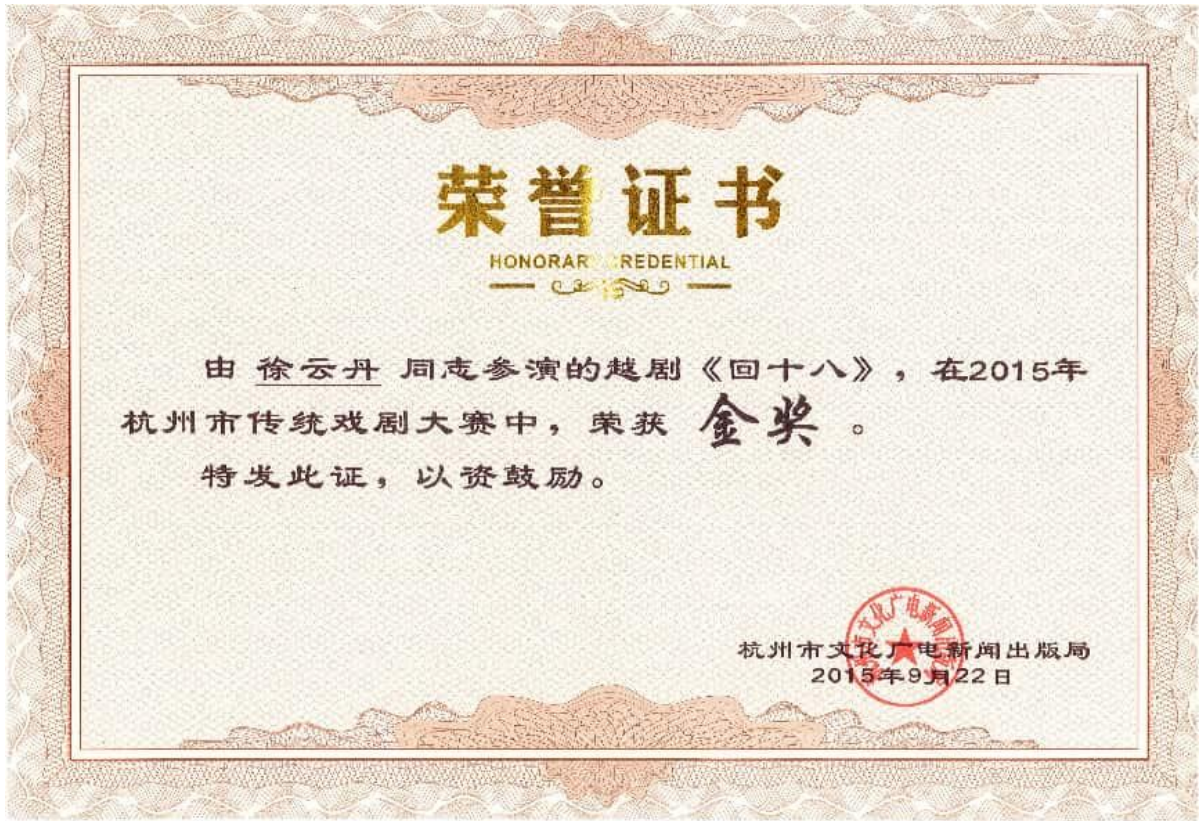 荣誉证书
HONORARY CREDENTIAL
由 徐云丹 同志参演的越剧《回十八》，在2015年
杭州市传统戏剧大赛中，荣获 金奖 。
特发此证，以资鼓励。
杭州市文化广电新闻出版局
2015年9月22日